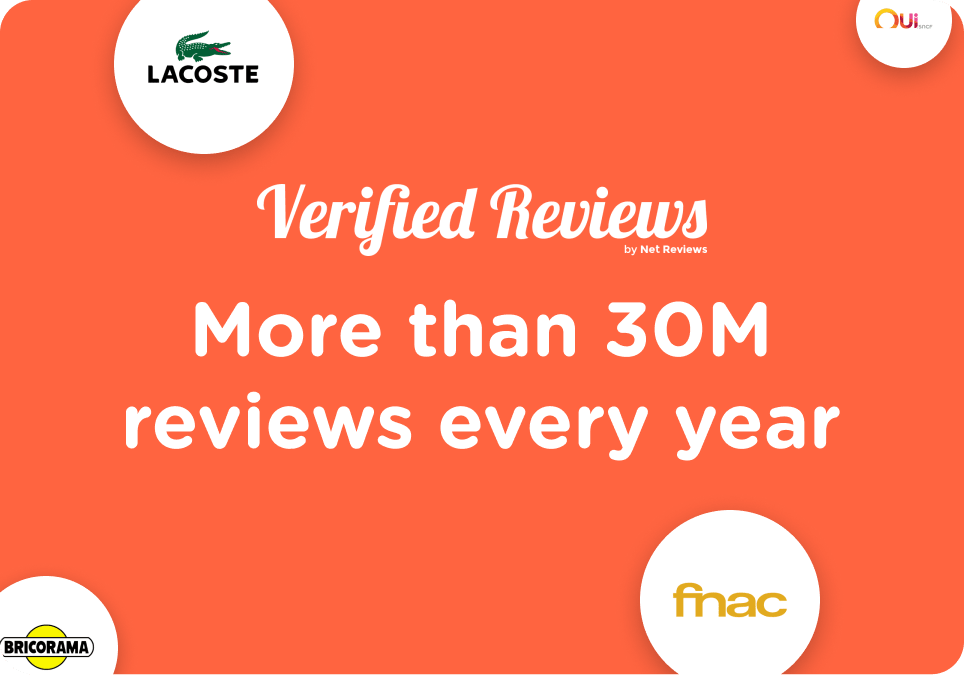 OUi
SNCF
LACOSTE
Verified Reviews
by Net Reviews
More than 30M
reviews every year
fnac
BRICORAMA